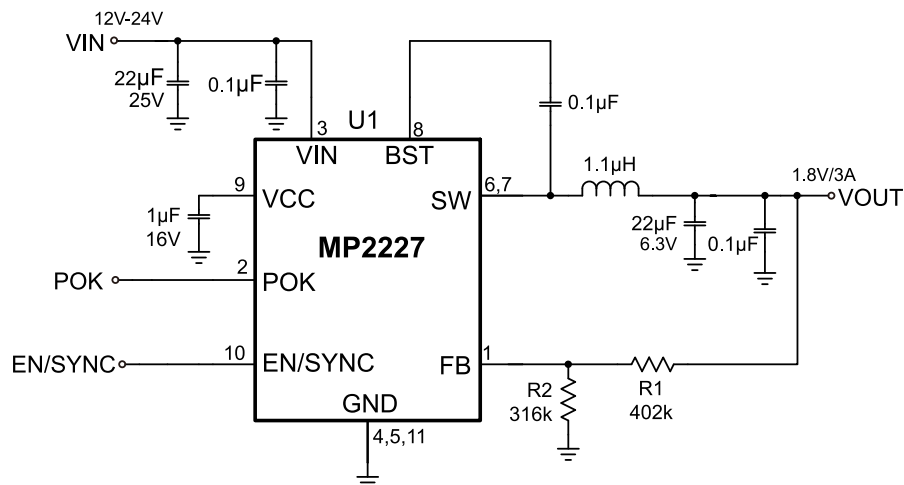 12V-24V
VIN
22µF
25V
0.1µF
U1
3
8
VIN
BST
0.1µF
9
VCC
1µF
16V
6,7
SW
1.1µH
1.8V/3A
VOUT
22µF
6.3V
0.1µF
MP2227
POK
2
POK
EN/SYNC
10
EN/SYNC
FB
1
R2
316k
R1
402k
GND
4,5,11